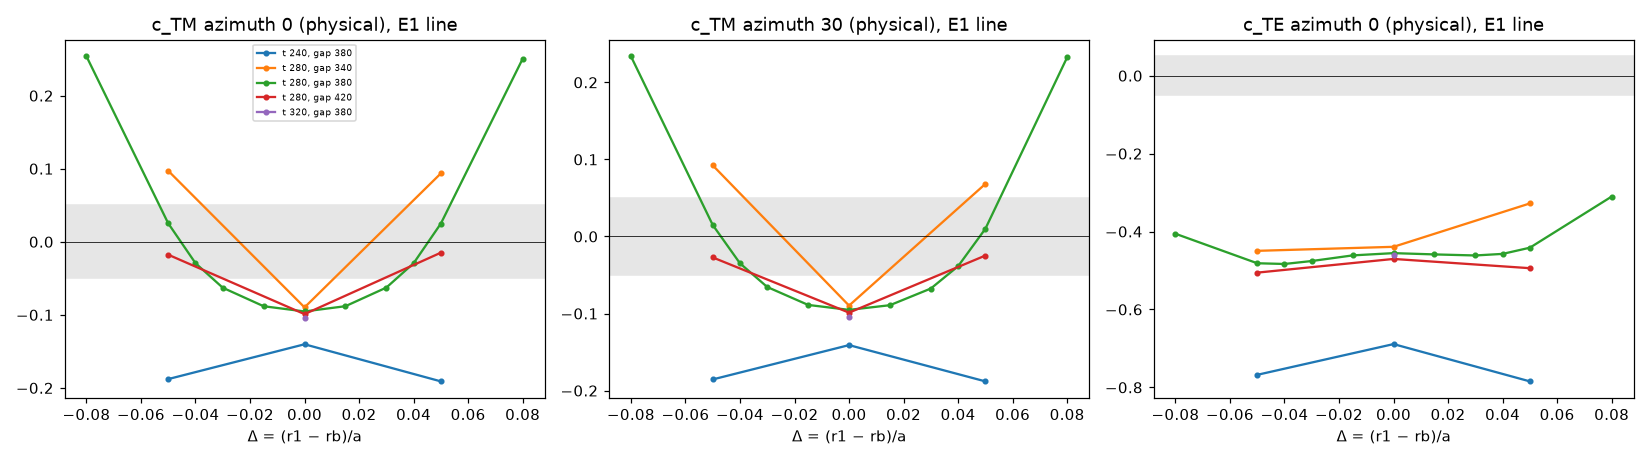 c_TM azimuth 0 (physical), E1 line
t 240, gap 380
t 280, gap 340
t 280, gap 380
t 280, gap 420
t 320, gap 380
0.2
0.1
0.0
−0.1
−0.2
−0.08 −0.06 −0.04 −0.02 0.00 0.02 0.04 0.06 0.08
Δ = (r1 − rb)/a
c_TM azimuth 30 (physical), E1 line
0.2
0.1
0.0
−0.1
−0.2
−0.08 −0.06 −0.04 −0.02 0.00 0.02 0.04 0.06 0.08
Δ = (r1 − rb)/a
c_TE azimuth 0 (physical), E1 line
0.0
−0.2
−0.4
−0.6
−0.8
−0.08 −0.06 −0.04 −0.02 0.00 0.02 0.04 0.06 0.08
Δ = (r1 − rb)/a